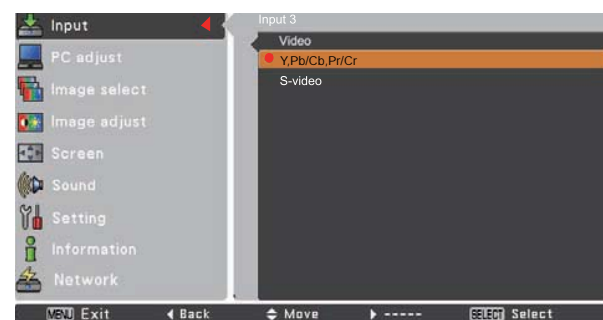 Input
PC adjust
Image select
Image adjust
Screen
Sound
Setting
Information
Network
Input 3
Video
Y,Pb/Cb,Pr/Cr
S-video
MENU Exit
Back
Move
-----
SELECT Select